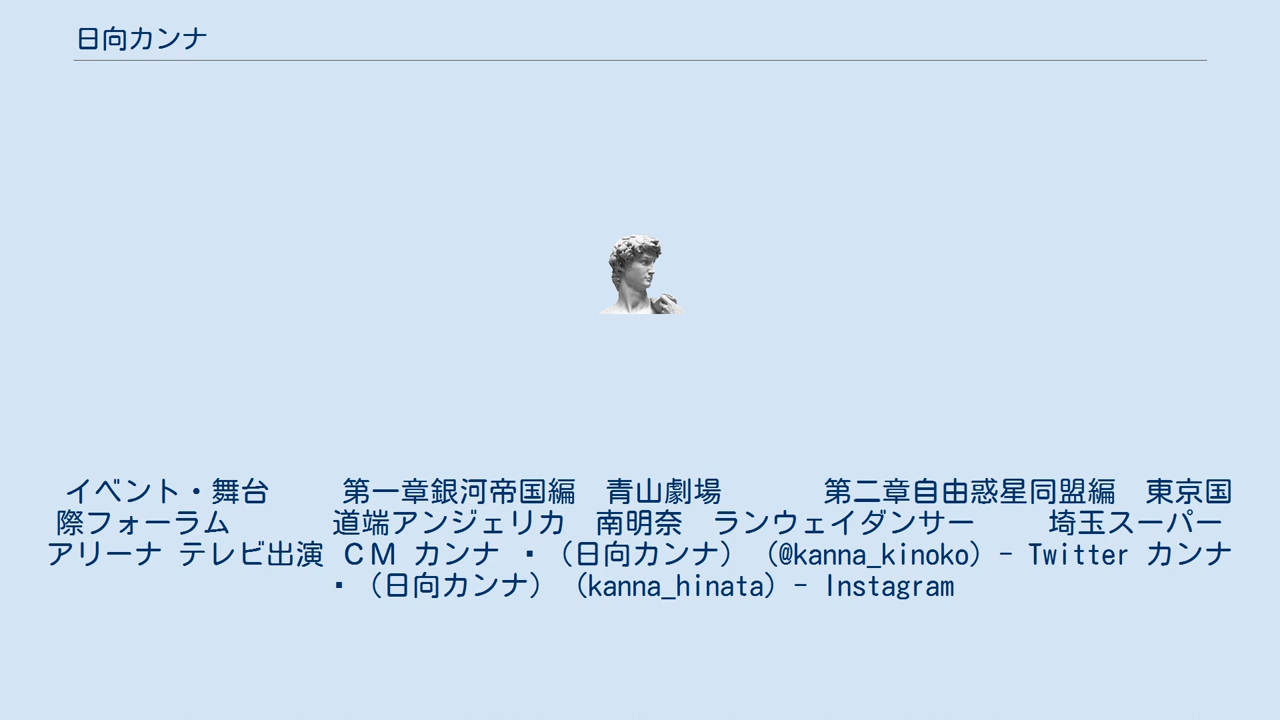 日向カンナ
イベント・舞台　　 第一章銀河帝国編　青山劇場　　　 第二章自由惑星同盟編　東京国
際フォーラム　　　 道端アンジェリカ　南明奈　ランウェイダンサー　　 埼玉スーパー
アリーナ テレビ出演 ＣＭ カンナ ▪（日向カンナ）（@kanna_kinoko）– Twitter カンナ
▪（日向カンナ）（kanna_hinata）– Instagram